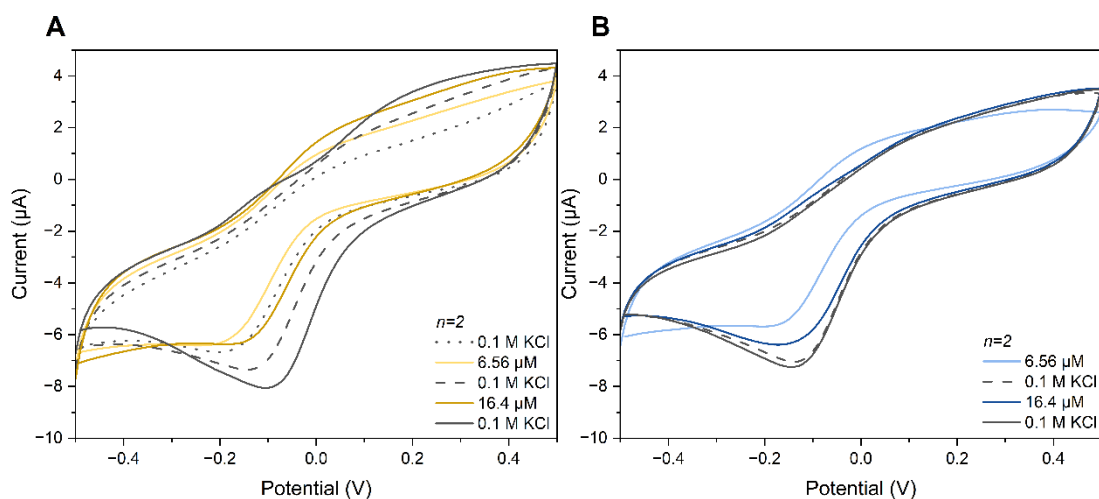 A
Current (µA)
4
2
0
−2
−4
−6
−8
−10
n=2
0.1 M KCl
6.56 µM
0.1 M KCl
16.4 µM
0.1 M KCl
−0.4
−0.2
0.0
0.2
0.4
Potential (V)
B
Current (µA)
4
2
0
−2
−4
−6
−8
−10
n=2
6.56 µM
0.1 M KCl
16.4 µM
0.1 M KCl
−0.4
−0.2
0.0
0.2
0.4
Potential (V)